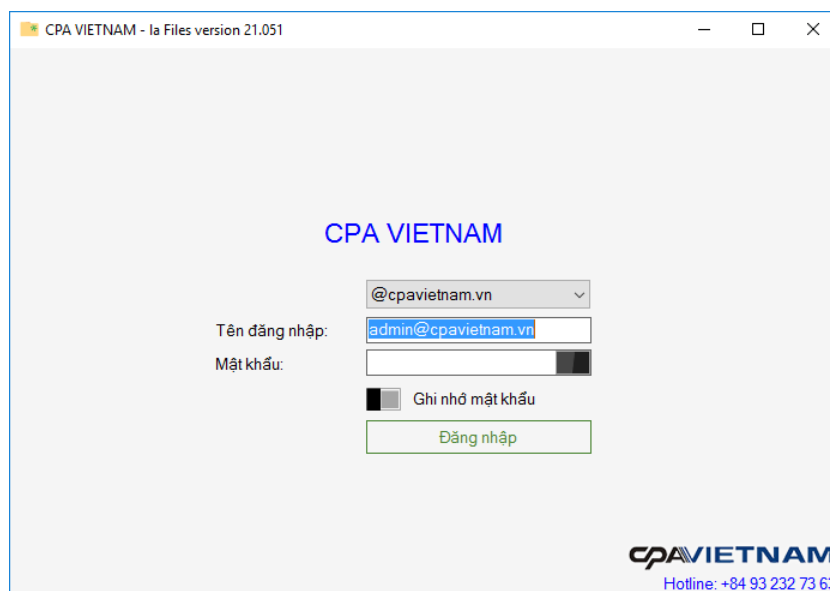 CPA VIETNAM - Ia Files version 21.051
CPA VIETNAM
@cpavietnam.vn
Tên đăng nhập:
admin@cpavietnam.vn
Mật khẩu:
Ghi nhớ mật khẩu
Đăng nhập
CPAVIETNAM
Hotline: +84 93 232 73 63